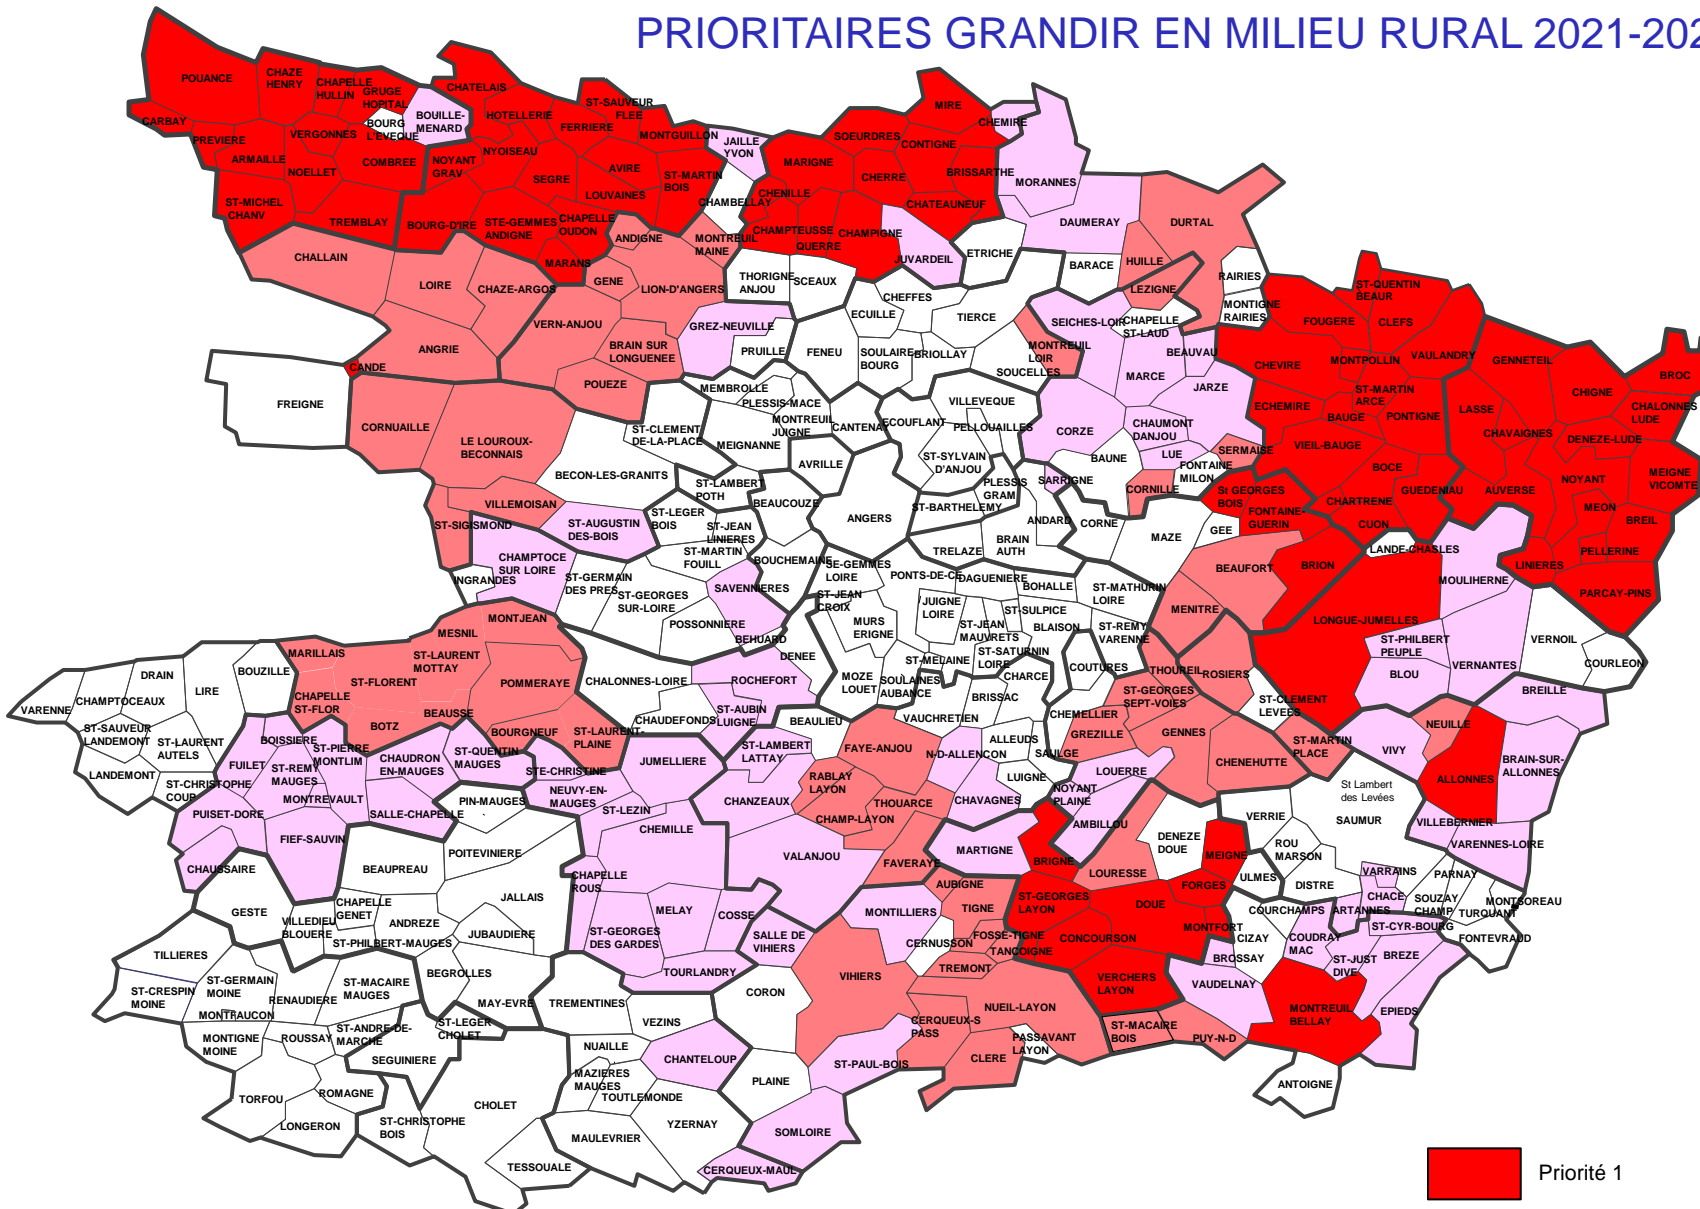 PRIORITAIRES GRANDIR EN MILIEU RURAL 2021-202
POUANCE
CHAZE
HENRY
CHAPELLE
HULLIN
GRUGE
HOPITAL
BOURG
L'EVEQUE
BOUILLE-
MENARD
CHATELAIS
HOTELLERIE
FERRIERE
ST-SAUVEUR
FLEE
MONTGUILLON
CARBAY
PREVIERE
VERGONNES
ARMAILLE
NOELLET
COMBREE
NOYANT
GRAV
NYOISEAU
SEGRE
AVIRE
LOUVAINES
ST-MARTIN
BOIS
ST-MICHEL
CHANV
TREMBLAY
BOURG-D'IRE
STE-GEMMES
ANDIGNE
CHAPELLE
OUDON
MARANS
JAILLE
YVON
CHAMBELLAY
MARIGNE
CHENILLE
CHAMPTEUSSE
QUERRE
CHAMPIGNE
SOEURDRES
CHERRE
CONTIGNE
MIRE
CHEMIRE
BRISSARTHE
CHATEAUNEUF
MORANNES
DAUMERAY
JUVARDEIL
ETRICHE
DURTAL
HUILLE
LEZIGNE
BARACE
RAIRIES
MONTIGNE
RAIRIES
CHALLAIN
LOIRE
CHAZE-ARGOS
ANDIGNE
GENE
MONTREUIL
MAINE
LION-D'ANGERS
THORIGNE
ANJOU
SCEAUX
CHEFFES
ECUILLE
TIERCE
SEICHES-LOIR
CHAPELLE
ST-LAUD
BEAUVAU
MARCE
JARZE
ANGRIE
CANDE
VERN-ANJOU
BRAIN SUR
LONGUENEE
GREZ-NEUVILLE
PRUILLE
FENEU
SOULAIRE
BOURG
BRIOLLAY
SOUCELLES
MONTREUIL
LOIR
POUEZE
MEMBROLLE
PLESSIS-MACE
FREIGNE
CORNUAILLE
LE LOUROUX-
BECONNAIS
BECON-LES-GRANITS
ST-CLEMENT
DE-LA-PLACE
MEIGNANNE
MONTREUIL
JUIGNE
CANTENAY
ECOUFLANT
VILLEVEQUE
PELLOUAILLES
ST-SYLVAIN
D'ANJOU
CORZE
CHAUMONT
DANJOU
LUE
BAUNE
FONTAINE
MILON
SERMAISE
CORNILLE
SARRIGNE
AVRILLE
ST-LAMBERT
POTH
BEAUCOUZE
ANGERS
PLESSIS
GRAM
ST-BARTHELEMY
ANDARD
BRAIN
AUTH
TRELAZE
CORNE
MAZE
GEE
VILLEMOISAN
ST-SIGISMOND
ST-AUGUSTIN
DES-BOIS
ST-LEGER
BOIS
ST-JEAN
LINIERES
ST-MARTIN
FOUILL
BOUCHEMAINE
CHAMPTOCE
SUR LOIRE
INGRANDES
ST-GERMAIN
DES PRES
ST-GEORGES
SUR-LOIRE
SAVENNIERES
POSSONNIERE
BEHUARD
SE-GEMMES
LOIRE
ST-JEAN
CROIX
PONTS-DE-CE
DAGUENIERE
BOHALLE
ST-MATHURIN
LOIRE
JUIGNE
LOIRE
MURS
ERIGNE
ST-JEAN
MAUVRETS
ST-SULPICE
BLAISON
ST-REMY
VARENNE
ST-SATURNIN
LOIRE
ST-MELAINE
SOULAINES
AUBANCE
MOZE
LOUET
DENEE
COUTURES
CHARCE
BRISSAC
VAUCHRETIEN
ST-QUENTIN
BEAUR
FOUGERE
CLEFS
CHEVIRE
MONTPOLLIN
VAULANDRY
ECHEMIRE
BAUGE
ST-MARTIN
ARCE
PONTIGNE
VIEIL-BAUGE
BOCE
CHARTRENE
GUEDENIAU
CUON
St GEORGES
BOIS
FONTAINE-
GUERIN
GENNETEIL
CHIGNE
BROC
LASSE
CHAVAIGNES
CHALONNES
LUDE
DENEZE-LUDE
NOYANT
MEIGNE
VICOMTE
AUVERSE
MEON
BREIL
PELLERINE
LINIERES
PARCAY-PINS
LANDE-CHASLES
MOULIHERNE
BEAUFORT
BRION
MENITRE
LONGUE-JUMELLES
ST-PHILBERT
PEUPLE
BLOU
VERNANTES
VERNOIL
COURLEON
BREILLE
THOUREIL
ROSIERS
ST-CLEMENT
LEVEES
ST-MARTIN
PLACE
VIVY
NEUILLE
ALLONNES
BRAIN-SUR-
ALLONNES
MESNIL
MONTJEAN
MARILLAIS
ST-LAURENT
MOTTAY
ST-FLORENT
CHAPELLE
ST-FLOR
BOTZ
BEAUSSE
POMMERAYE
BOURGNEUF
ST-LAURENT-
PLAINE
CHALONNES-LOIRE
CHAUDEFONDS
ROCHEFORT
ST-AUBIN
LUIGNE
BEAULIEU
ST-LAMBERT
LATTAY
VARENNE
CHAMPTOCEAUX
DRAIN
LIRE
BOUZILLE
ST-SAUVEUR
LANDEMONT
ST-LAURENT
AUTELS
LANDEMONT
ST-CHRISTOPHE
COUP
FUILET
BOISSIERE
ST-REMY
MAUGES
ST-PIERRE
MONTLIM
MONTREVAULT
CHAUDRON
EN-MAUGES
ST-QUENTIN
MAUGES
STE-CHRISTINE
NEUVY-EN-
MAUGES
JUMELLIERE
PUISET-DORE
FIEF-SAUVIN
SALLE-CHAPELLE
PIN-MAUGES
ST-LEZIN
CHEMILLE
CHANZEAUX
CHAUSSAIRE
BEAUPREAU
POITEVINIERE
CHAPELLE
ROUS
VALANJOU
FAYE-ANJOU
RABLAY
LAYON
THOUARCE
CHAMP-LAYON
FAVERAYE
N-D-ALLENCON
CHAVAGNES
ALLEUDS
LUIGNE
SAULGE
CHEMELLIER
GREZILLE
ST-GEORGES
SEPT-VOIES
GENNES
LOUERRE
NOYANT
PLAINE
AMBILLOU
CHENEHUTTE
St Lambert
des Levées
SAUMUR
VILLEBERNIER
VARENNES-LOIRE
GESTE
VILLEDIEU
BLOUERE
CHAPELLE
GENET
ANDREZE
JALLAIS
JUBAUDIERE
ST-PHILBERT-MAUGES
BEGROLLES
ST-GEORGES
DES GARDES
MELAY
COSSE
TOURLANDRY
SALLE DE
VIHIERS
MONTILLIERS
CERNUSSON
MARTIGNE
AUBIGNE
TIGNE
FOSSE-TIGNE
TANCOIGNE
TREMONT
BRIGNE
ST-GEORGES
LAYON
LOURESSE
DENEZE
DOUE
MEIGNE
FORGES
DOUE
CONCOURSON
MONTFORT
VERCHERS
LAYON
VERRIE
ROU
MARSON
ULMES
DISTRE
COURCHAMPS
CIZAY
BROSSAY
COUDRAY
MAC
ARTANNES
VARRAINS
CHACE
ST-CYR-BOURG
SOUZAY
CHAMP
PARNAY
TURQUANT
MONTSOREAU
FONTEVRAUD
BREZE
ST-JUST
DIVE
EPIEDS
VAUDELNAY
MONTREUIL
BELLAY
TILLIERES
ST-CRESPIN
MOINE
ST-GERMAIN
MOINE
MONTFAUCON
RENAUDIERE
ST-MACAIRE
MAUGES
MAY-EVRE
TREMENTINES
VEZINS
CORON
VIHIERS
NUEIL-LAYON
CERQUEUX-S
PASS
PASSAVANT
LAYON
CLERE
ST-MACAIRE
BOIS
PUY-N-D
ANTOIGNE
MONTIGNE
MOINE
ROUSSAY
ST-ANDRE-DE-
MARCHE
ST-LEGER
CHOLET
SEGUINIERE
NUAILLE
CHANTELOUP
ST-PAUL-BOIS
TORFOU
ROMAGNE
LONGERON
ST-CHRISTOPHE
BOIS
CHOLET
MAZIERES
MAUGES
TOUTLEMONDE
PLAINE
YZERNAY
MAULEVRIER
TESSOUALE
SOMLOIRE
CERQUEUX-MAUL
Priorité 1